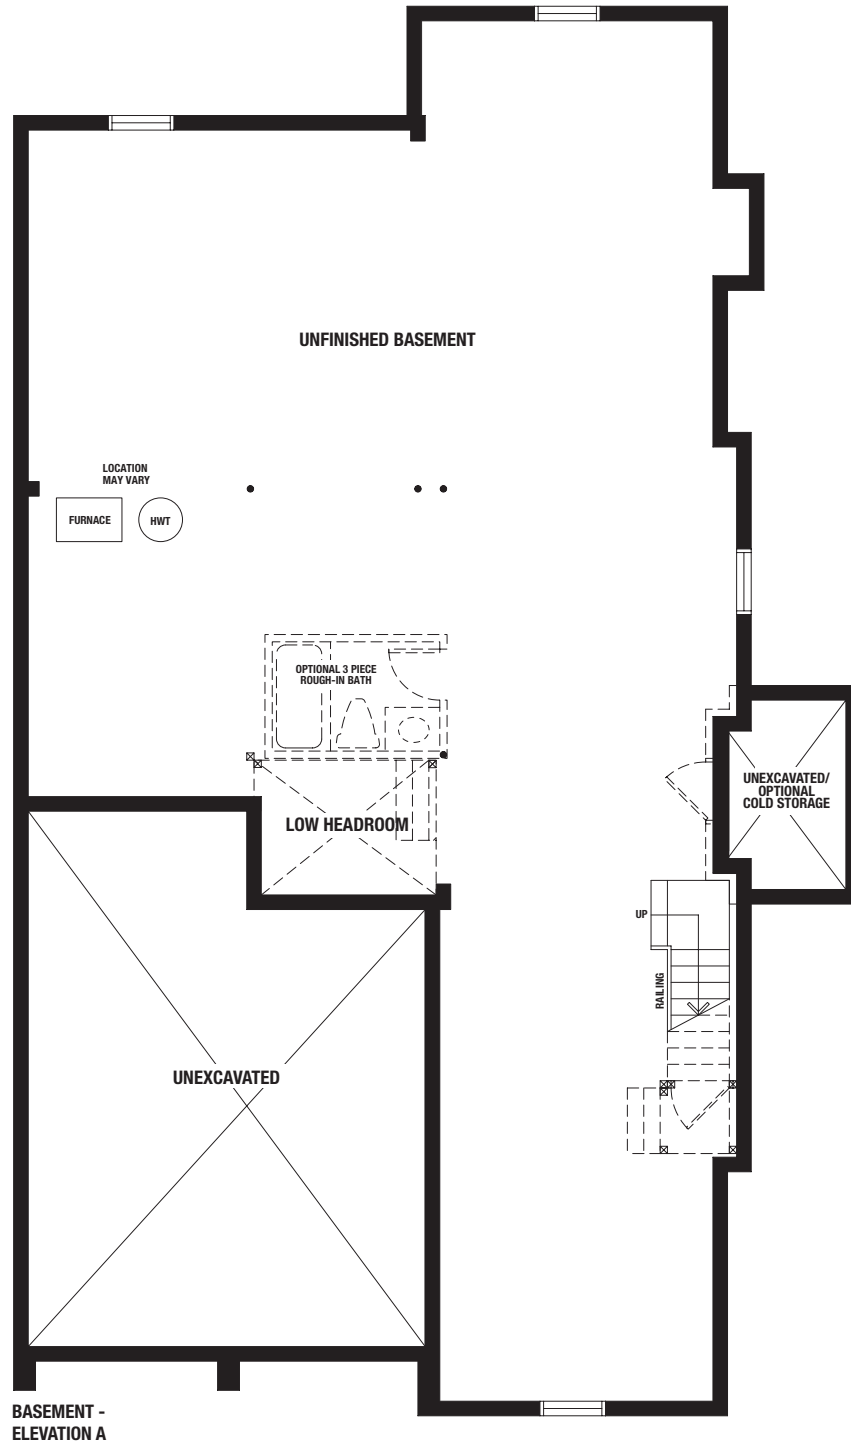 UNFINISHED BASEMENT
LOCATION
MAY VARY
FURNACE
HWT
OPTIONAL 3 PIECE
ROUGH-IN BATH
UNEXCAVATED/
OPTIONAL
COLD STORAGE
LOW HEADROOM
UP
RAILING
UNEXCAVATED
BASEMENT -
ELEVATION A